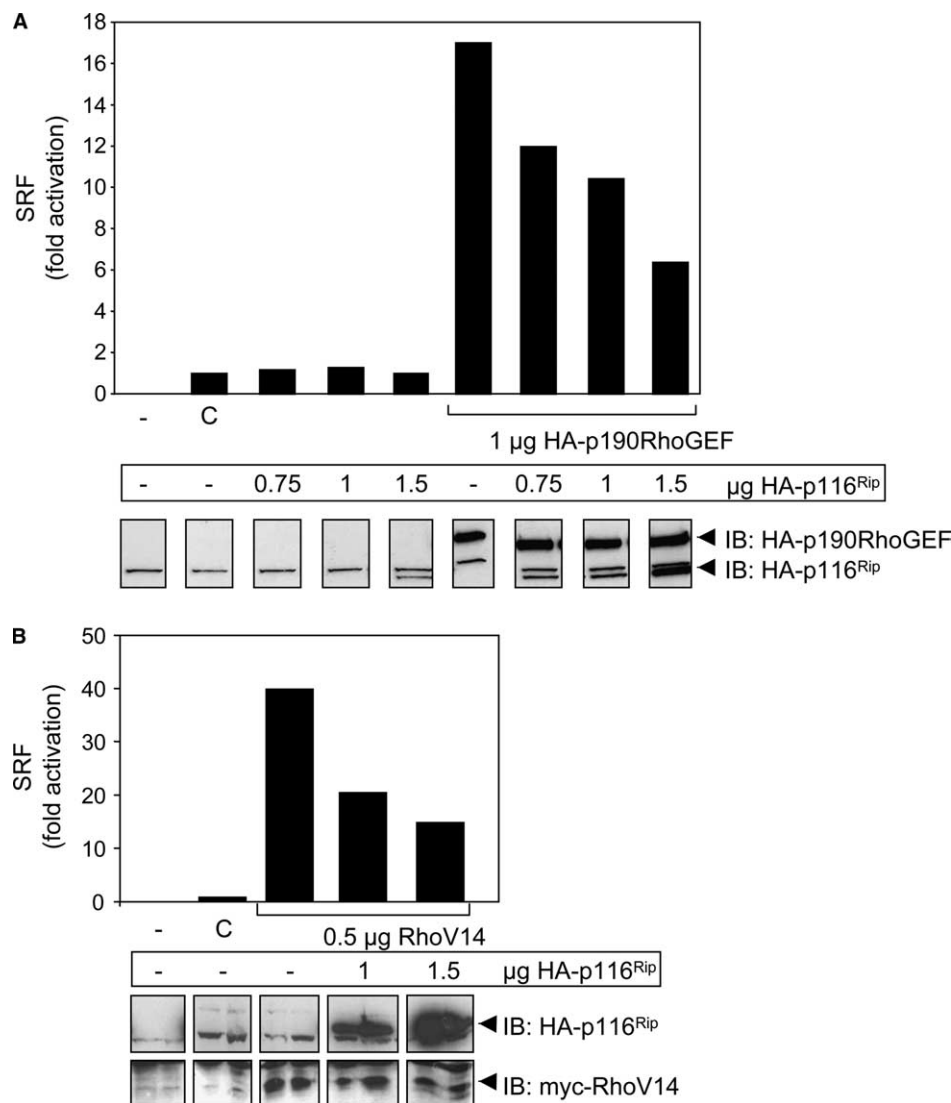 A
18
16
14
12
10
8
6
4
2
0
SRF
(fold activation)
- C
1 µg HA-p190RhoGEF
- - 0.75 1 1.5 - 0.75 1 1.5 µg HA-p116Rip
IB: HA-p190RhoGEF
IB: HA-p116Rip
B
50
40
30
20
10
0
SRF
(fold activation)
- C
0.5 µg RhoV14
- - - 1 1.5 µg HA-p116Rip
IB: HA-p116Rip
IB: myc-RhoV14